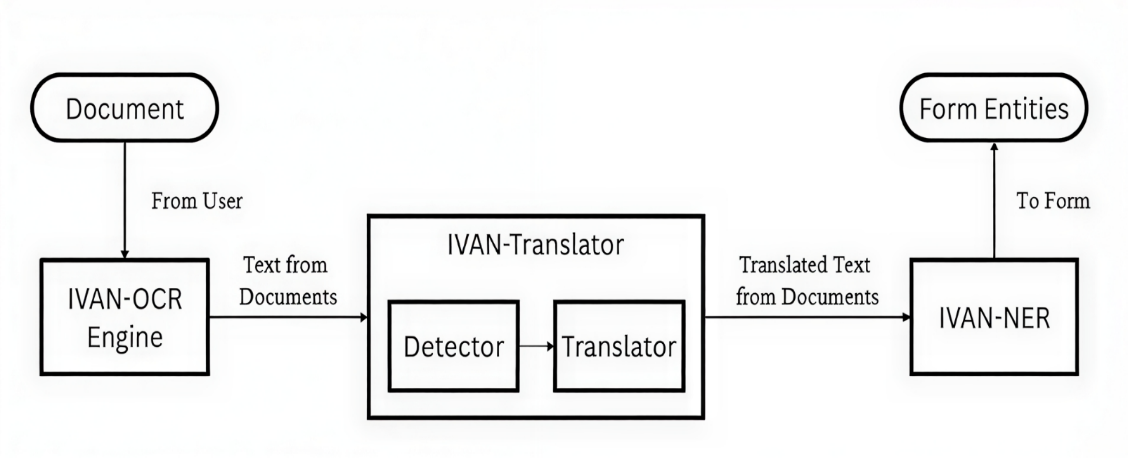 Document
From User
IVAN-OCR
Engine
Text from
Documents
IVAN-Translator
Detector
Translator
Translated Text
from Documents
IVAN-NER
To Form
Form Entities